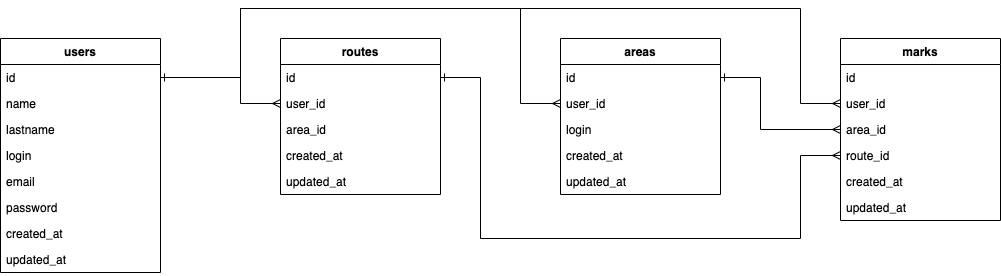 users
id
name
lastname
login
email
password
created_at
updated_at
routes
id
user_id
area_id
created_at
updated_at
areas
id
user_id
login
created_at
updated_at
marks
id
user_id
area_id
route_id
created_at
updated_at